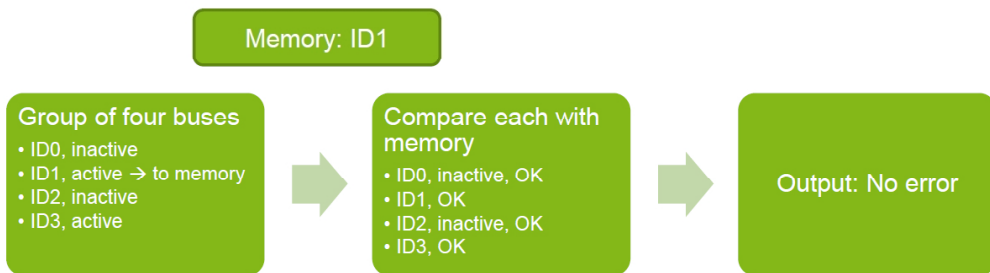 Memory: ID1
Group of four buses
• ID0, inactive
• ID1, active → to memory
• ID2, inactive
• ID3, active
Compare each with
memory
• ID0, inactive, OK
• ID1, OK
• ID2, inactive, OK
• ID3, OK
Output: No error